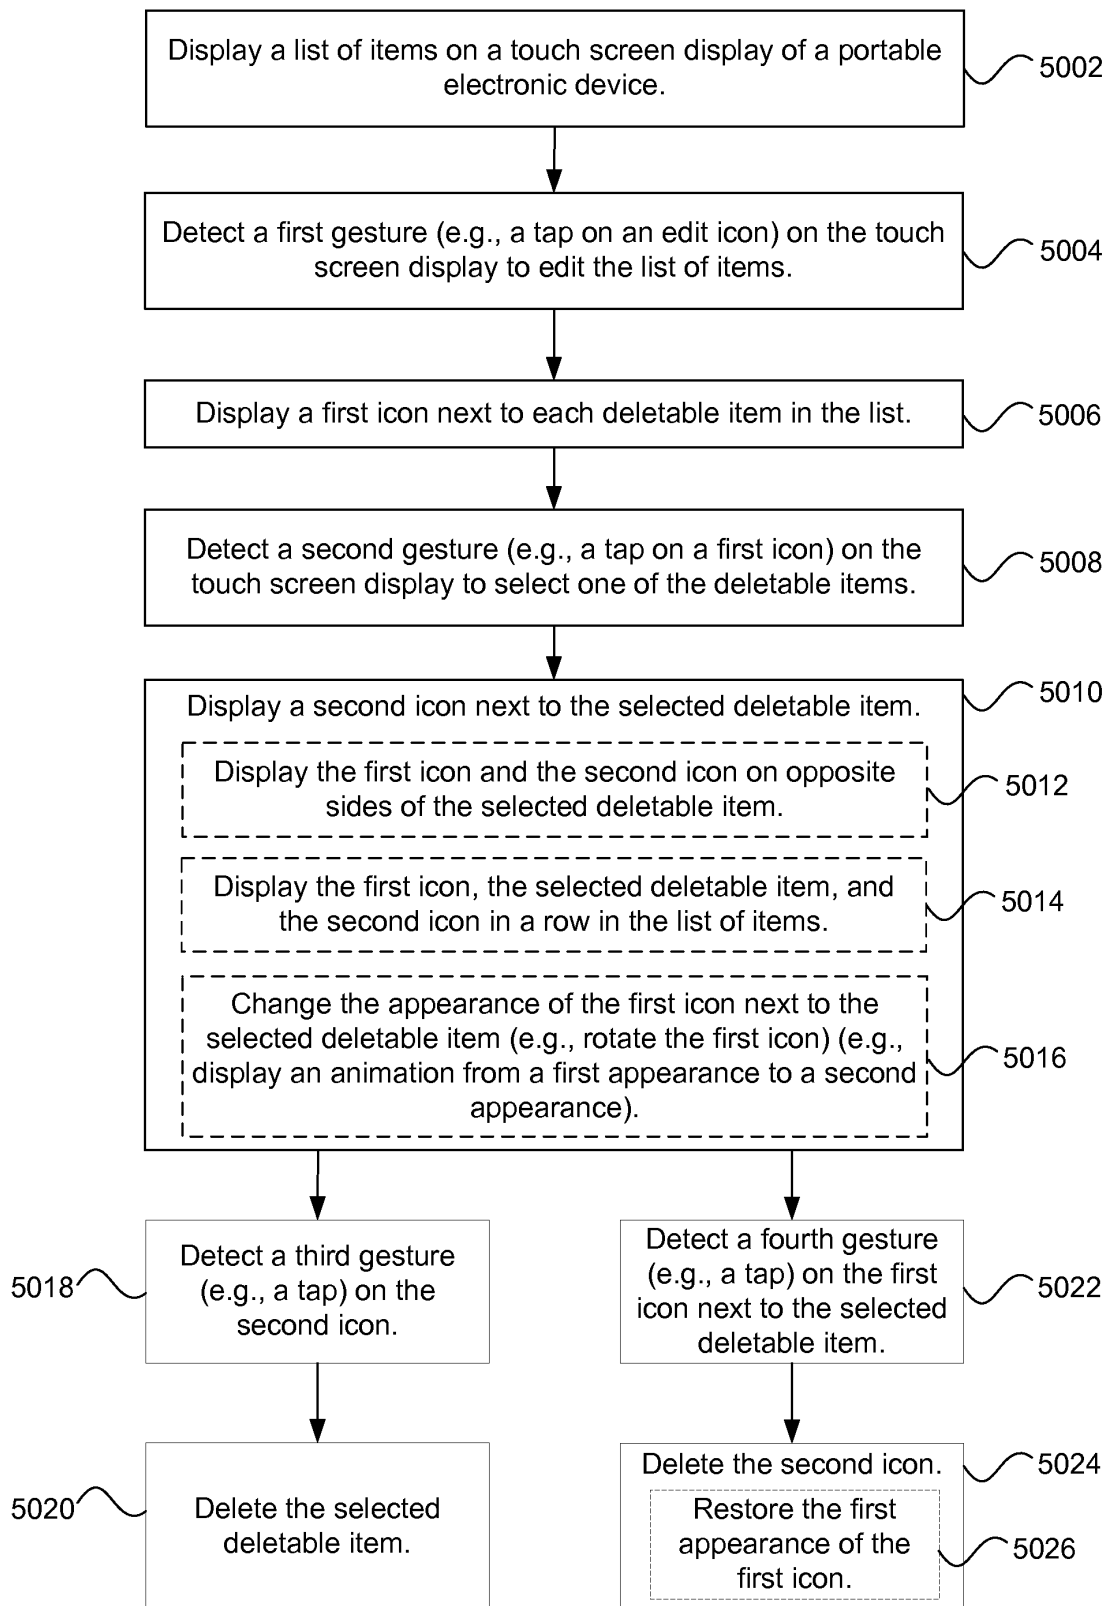 Display a list of items on a touch screen display of a portable
electronic device.
5002
Detect a first gesture (e.g., a tap on an edit icon) on the touch
screen display to edit the list of items.
5004
Display a first icon next to each deletable item in the list.
5006
Detect a second gesture (e.g., a tap on a first icon) on the
touch screen display to select one of the deletable items.
5008
Display a second icon next to the selected deletable item.
5010
Display the first icon and the second icon on opposite
sides of the selected deletable item.
5012
Display the first icon, the selected deletable item, and
the second icon in a row in the list of items.
5014
Change the appearance of the first icon next to the
selected deletable item (e.g., rotate the first icon) (e.g.,
display an animation from a first appearance to a second
appearance).
5016
5018
Detect a third gesture
(e.g., a tap) on the
second icon.
Detect a fourth gesture
(e.g., a tap) on the first
icon next to the selected
deletable item.
5022
5020
Delete the selected
deletable item.
Delete the second icon.
5024
Restore the first
appearance of the
first icon.
5026